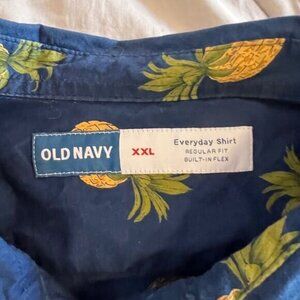 OLD NAVY
XXL
Everyday Shirt
REGULAR FIT
BUILT-IN FLEX